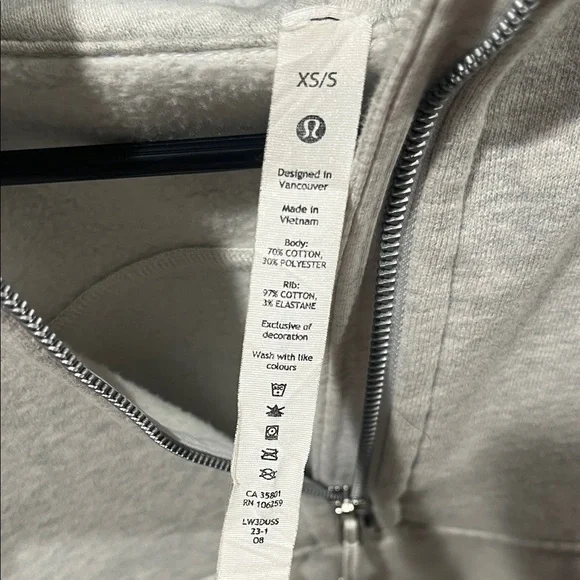 XS/S
Designed in
Vancouver
Made in
Vietnam
Body:
70% COTTON,
30% POLYESTER
Rib:
97% COTTON,
3% ELASTANE
Exclusive of
decoration
Wash with like
colours
CA 35801
RN 106259
LW3DUSS
23-1
08